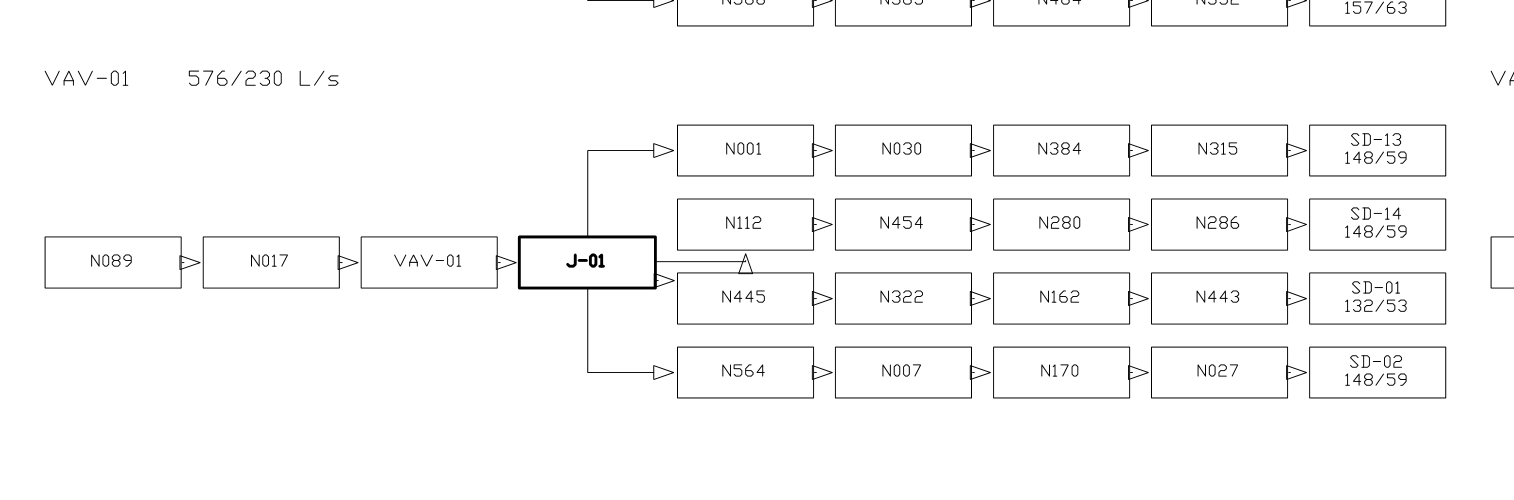 157/63
VAV-01 576/230 L/s
N001 N030 N384 N315 SD-13
148/59
N112 N454 N280 N286 SD-14
148/59
N089 N017 VAV-01 J-01
N445 N322 N162 N443 SD-01
132/53
N564 N007 N170 N027 SD-02
148/59